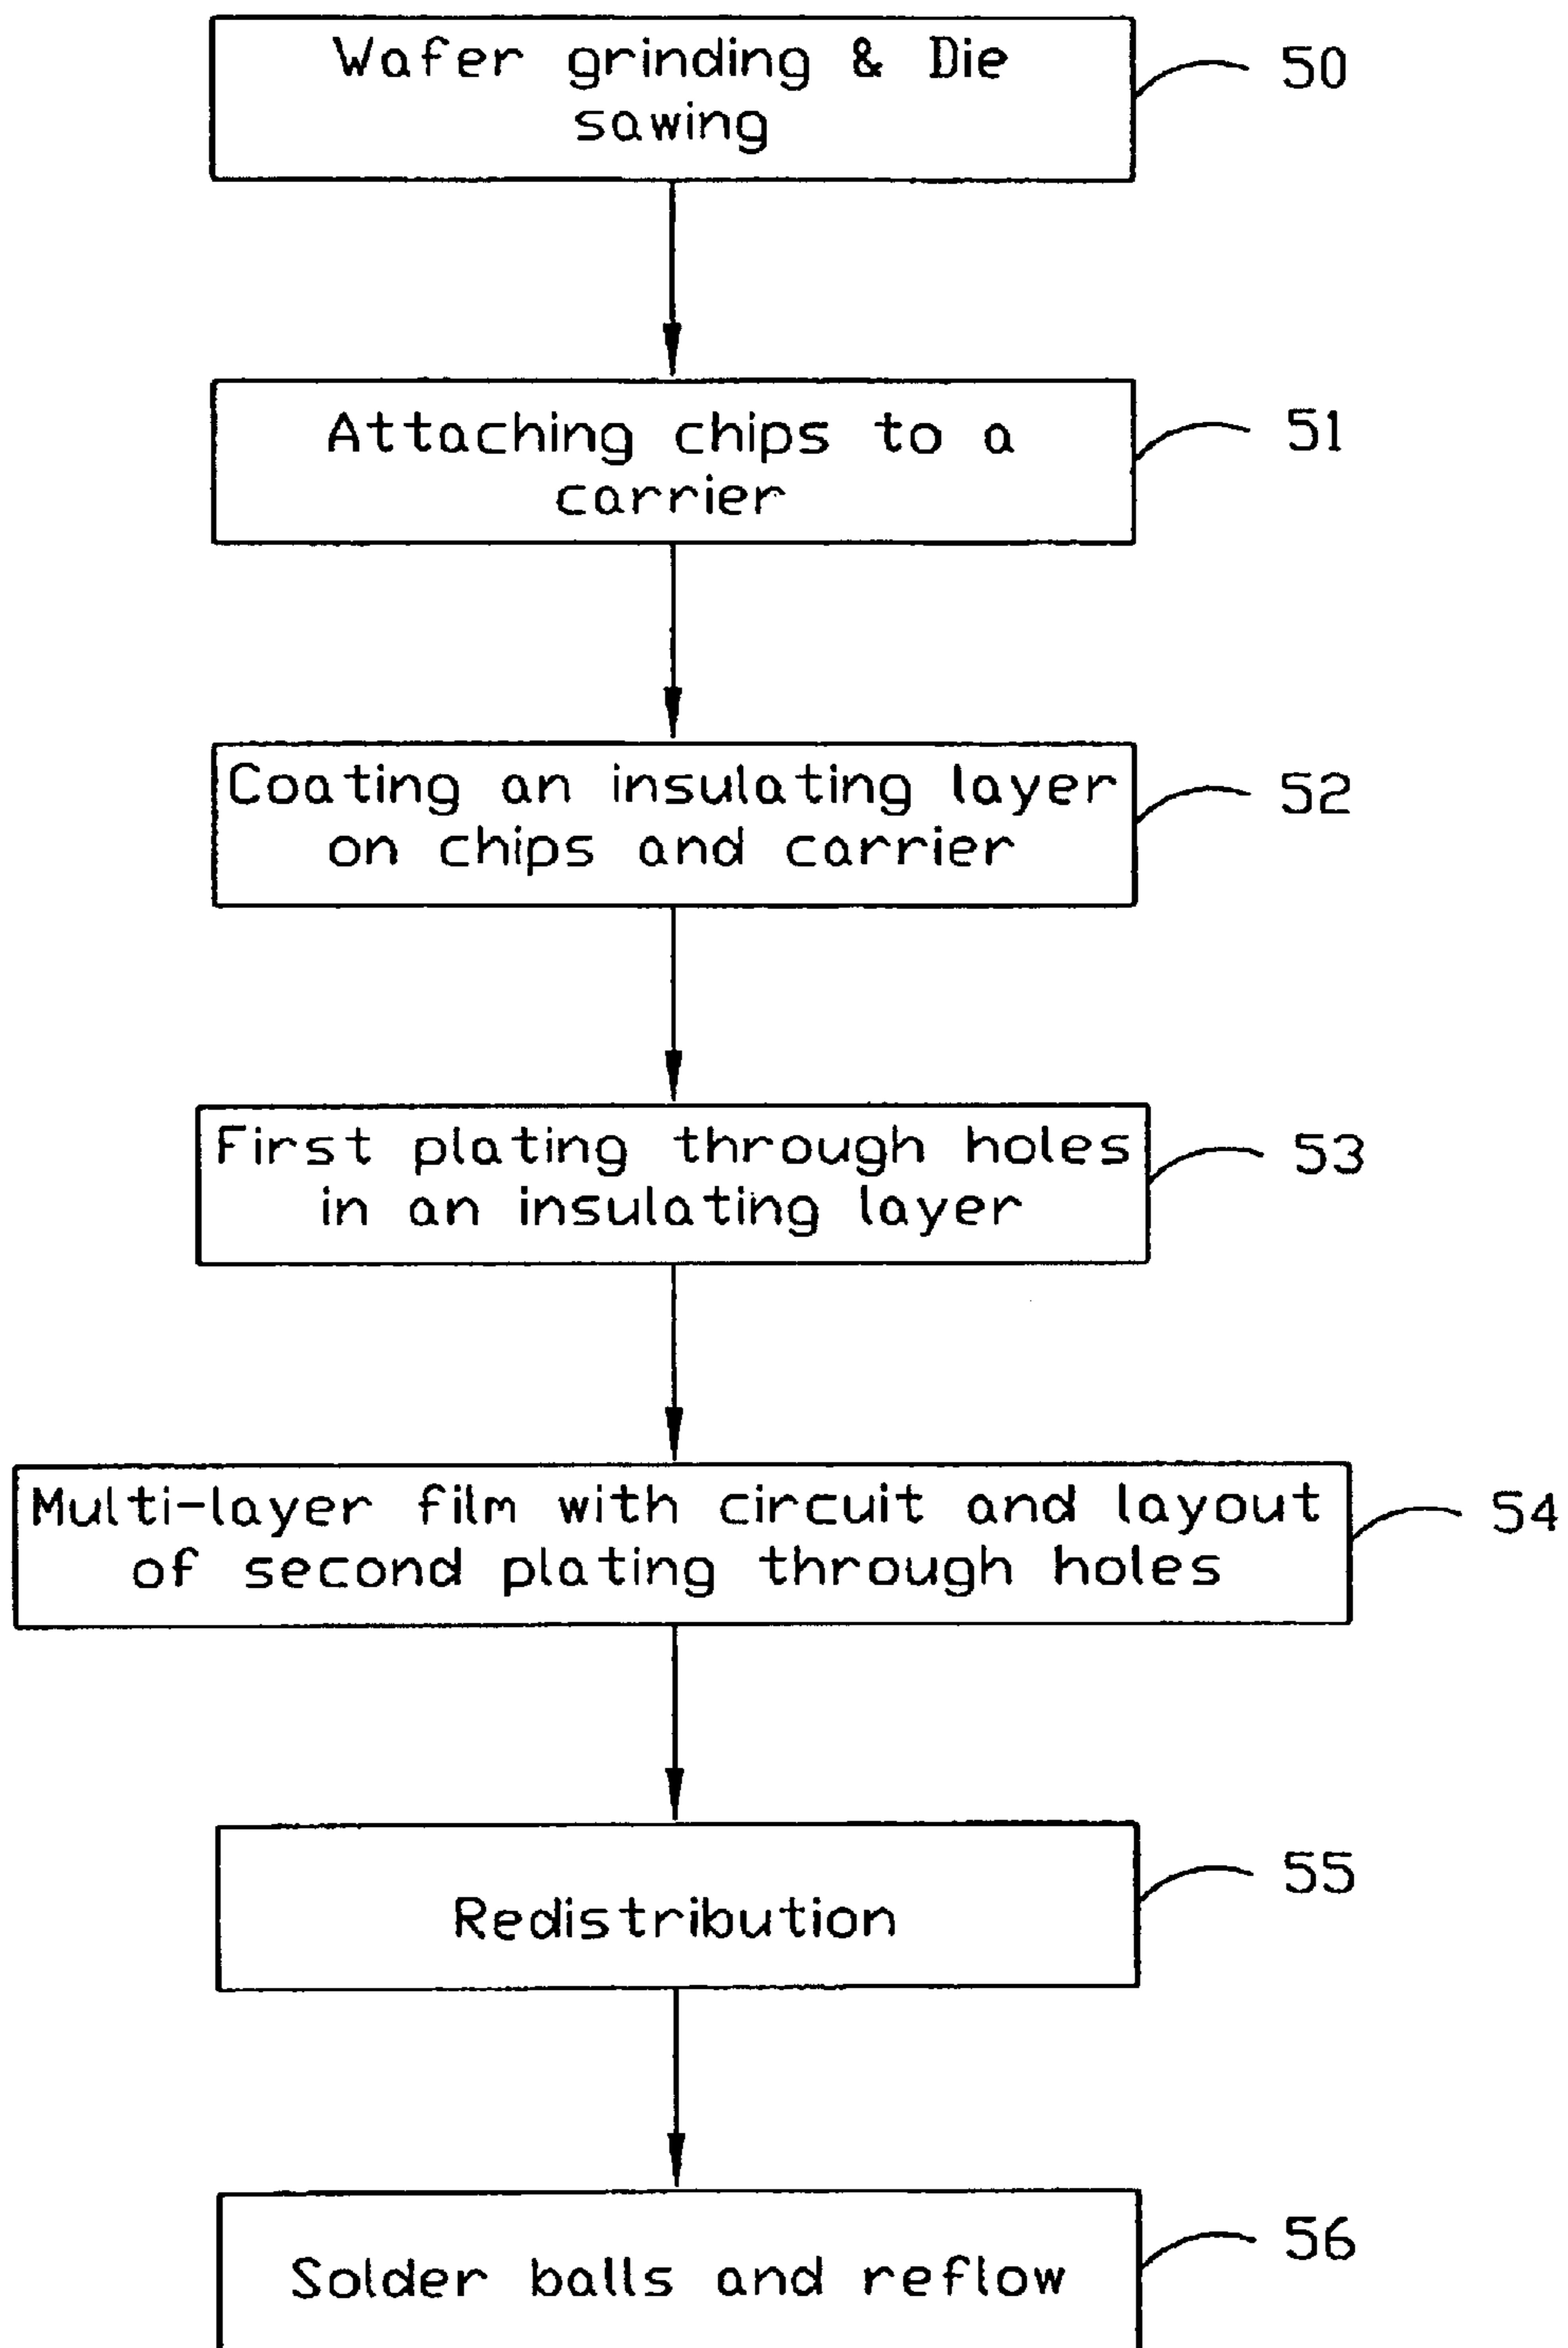 Wafer grinding & Die
sawing
50
Attaching chips to a
carrier
51
Coating an insulating layer
on chips and carrier
52
First plating through holes
in an insulating layer
53
Multi-layer film with circuit and layout
of second plating through holes
54
Redistribution
55
Solder balls and reflow
56